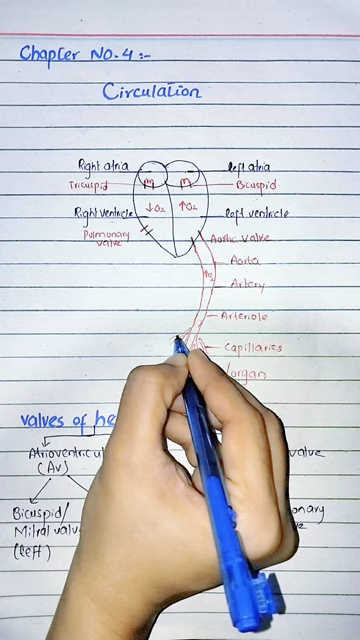 Chapter NO.4:-
Circulation
Right atria left atria
Tricuspid Bicuspid
↓O₂ ↑O₂
Right ventricle left ventricle
Pulmonary valve
Aortic valve
Aorta
↑O₂
Artery
Arteriole
Capillaries
organ
valves of he
Atrioventricul valve
(AV)
Bicuspid/ onary
Mitral valv
(left)